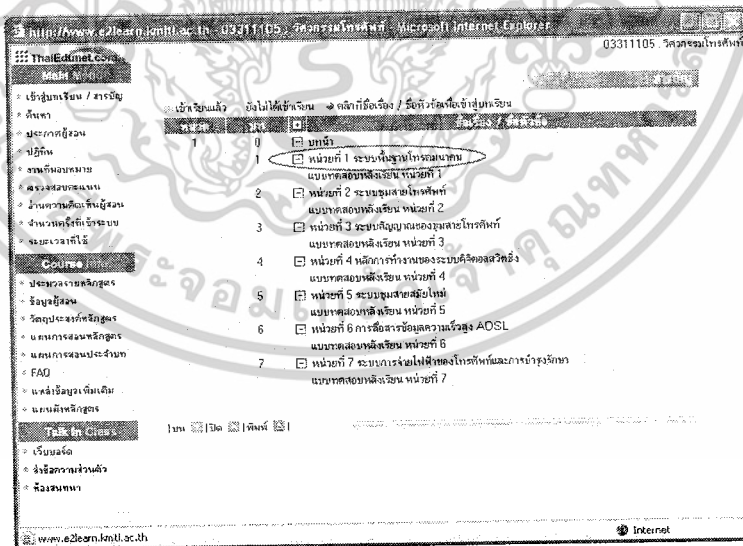 http://www.e2learn.kmitl.ac.th - 03311105 : วิศวกรรมโทรศัพท์ - Microsoft Internet Explorer
03311105 : วิศวกรรมโทรศัพท์
ThaiEdunet.com
Main
เข้าสู่บทเรียน / สารบัญ
ค้นหา
ประกาศผู้สอน
ปฏิทิน
งานที่มอบหมาย
ตรวจสอบคะแนน
อ่านความคิดเห็นผู้สอน
จำนวนครั้งที่เข้าระบบ
ระยะเวลาที่ใช้
Course
ประมวลรายหลักสูตร
ข้อมูลผู้สอน
วัตถุประสงค์หลักสูตร
แผนการสอนหลักสูตร
แผนการสอนประจำบท
FAQ
แหล่งข้อมูลเพิ่มเติม
แผนผังหลักสูตร
Talk in Class
เว็บบอร์ด
ส่งข้อความส่วนตัว
ห้องสนทนา
สารบัญ
เข้าเรียนแล้ว ยังไม่ได้เข้าเรียน คลิกที่ชื่อเรื่อง / ชื่อหัวข้อเพื่อเข้าสู่บทเรียน
1 0 บทนำ
1 หน่วยที่ 1 ระบบพื้นฐานโทรคมนาคม
แบบทดสอบหลังเรียน หน่วยที่ 1
2 หน่วยที่ 2 ระบบชุมสายโทรศัพท์
แบบทดสอบหลังเรียน หน่วยที่ 2
3 หน่วยที่ 3 ระบบสัญญาณของชุมสายโทรศัพท์
แบบทดสอบหลังเรียน หน่วยที่ 3
4 หน่วยที่ 4 หลักการทำงานของระบบดิจิตอลสวิตชิ่ง
แบบทดสอบหลังเรียน หน่วยที่ 4
5 หน่วยที่ 5 ระบบชุมสายสมัยใหม่
แบบทดสอบหลังเรียน หน่วยที่ 5
6 หน่วยที่ 6 การสื่อสารข้อมูลความเร็วสูง ADSL
แบบทดสอบหลังเรียน หน่วยที่ 6
7 หน่วยที่ 7 ระบบการจ่ายไฟฟ้าของโทรศัพท์และการบำรุงรักษา
แบบทดสอบหลังเรียน หน่วยที่ 7
|บน |ปิด |พิมพ์ |
www.e2learn.kmitl.ac.th Internet